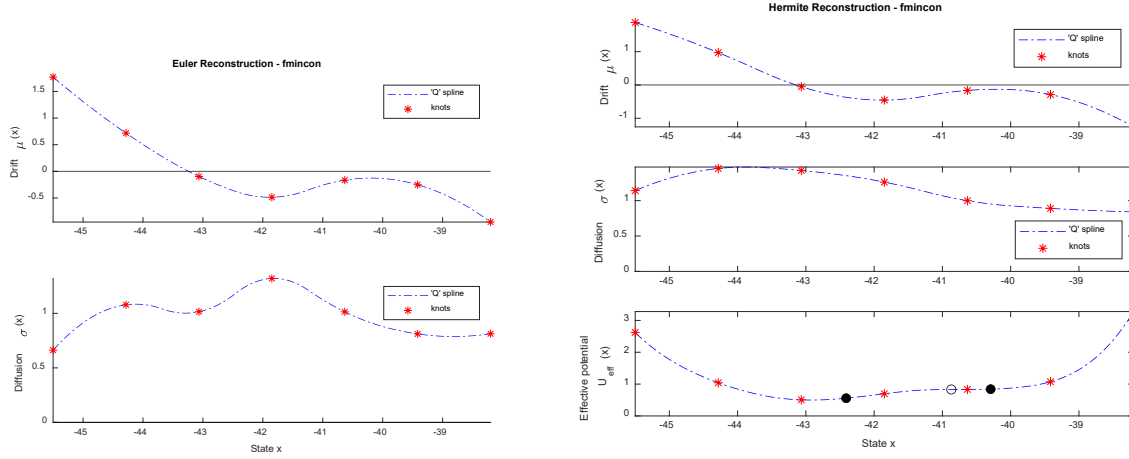 Euler Reconstruction - fmincon
Drift μ (x)
1.5
1
0.5
0
-0.5
'Q' spline
knots
-45 -44 -43 -42 -41 -40 -39
Diffusion σ (x)
1
0.5
0
'Q' spline
knots
-45 -44 -43 -42 -41 -40 -39
State x
Hermite Reconstruction - fmincon
Drift μ (x)
1
0
-1
'Q' spline
knots
-45 -44 -43 -42 -41 -40 -39
Diffusion σ (x)
1
0.5
0
'Q' spline
knots
-45 -44 -43 -42 -41 -40 -39
Effective potential
U eff (x)
3
2
1
0
-45 -44 -43 -42 -41 -40 -39
State x